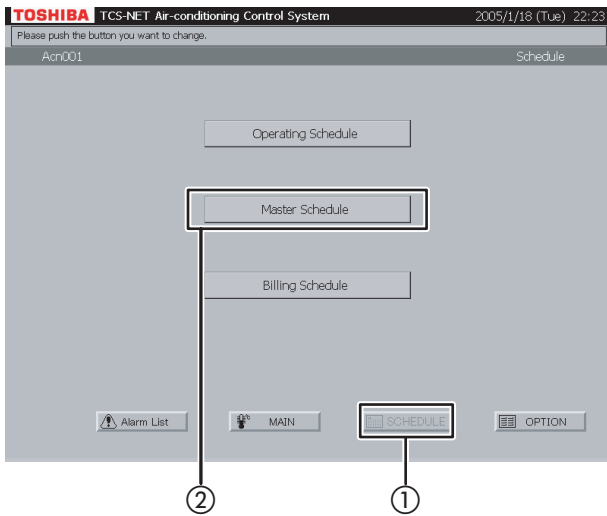 TOSHIBA TCS-NET Air-conditioning Control System 2005/1/18 (Tue) 22:23
Please push the button you want to change.
Acn001 Schedule
Operating Schedule
Master Schedule
Billing Schedule
Alarm List MAIN SCHEDULE OPTION
② ①